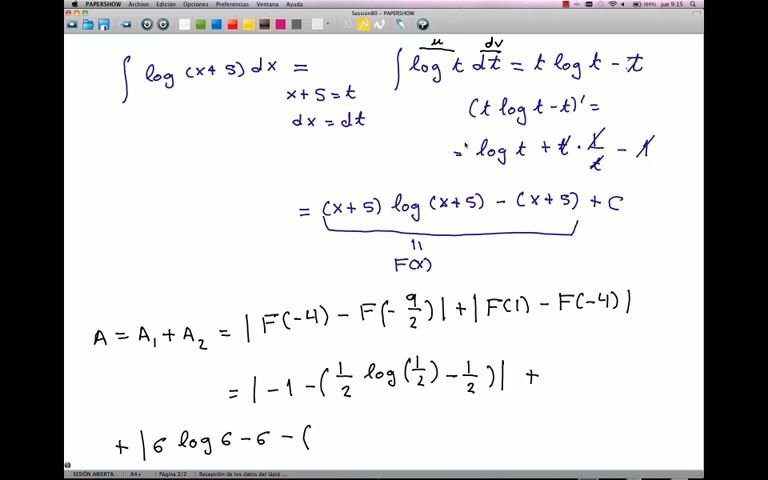 PAPERSHOW Archivo Edición Opciones Preferencias Ventana Ayuda jue 9:15
Session80 - PAPERSHOW
u dv
∫ log (x+5) dx = ∫ log t dt = t log t - t
x+5 = t (t log t - t)' =
dx = dt
= log t + t · 1/t - 1
= (x+5) log (x+5) - (x+5) + C
"
F(x)
A = A₁ + A₂ = | F(-4) - F(-9/2) | + | F(1) - F(-4) |
= | -1 - (1/2 log (1/2) - 1/2) | +
+ | 6 log 6 - 6 - (
SESIÓN ABIERTA A4+ Página 2/2 Recepción de los datos del lápiz ...